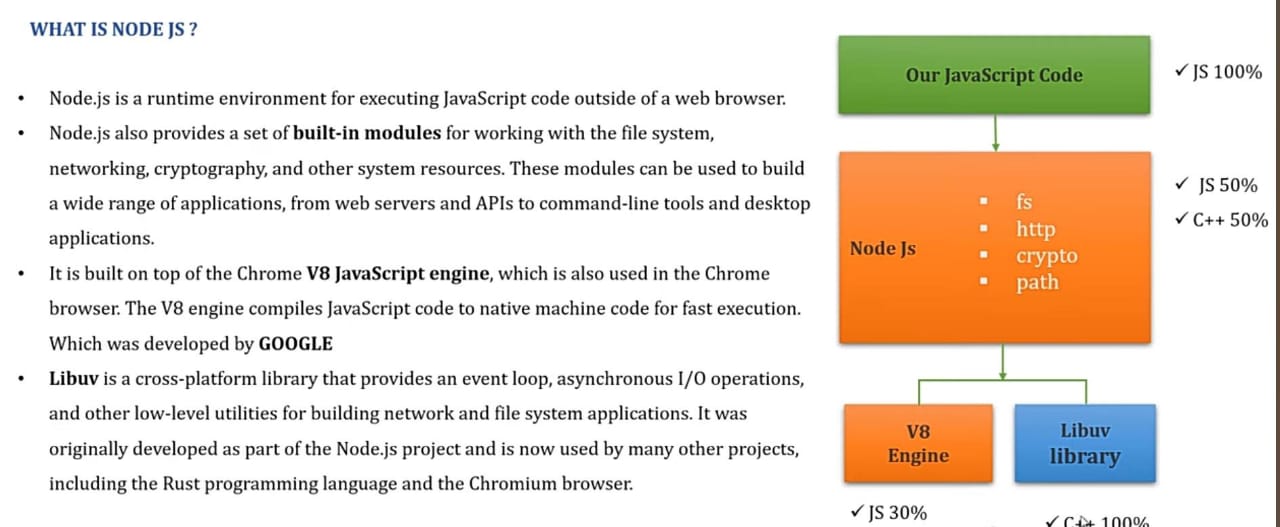 WHAT IS NODE JS ?
• Node.js is a runtime environment for executing JavaScript code outside of a web browser.
• Node.js also provides a set of built-in modules for working with the file system,
networking, cryptography, and other system resources. These modules can be used to build
a wide range of applications, from web servers and APIs to command-line tools and desktop
applications.
• It is built on top of the Chrome V8 JavaScript engine, which is also used in the Chrome
browser. The V8 engine compiles JavaScript code to native machine code for fast execution.
Which was developed by GOOGLE
• Libuv is a cross-platform library that provides an event loop, asynchronous I/O operations,
and other low-level utilities for building network and file system applications. It was
originally developed as part of the Node.js project and is now used by many other projects,
including the Rust programming language and the Chromium browser.
Our JavaScript Code
✓ JS 100%
Node Js
▪ fs
▪ http
▪ crypto
▪ path
✓ JS 50%
✓ C++ 50%
V8
Engine
Libuv
library
✓ JS 30%
✓ C++ 100%